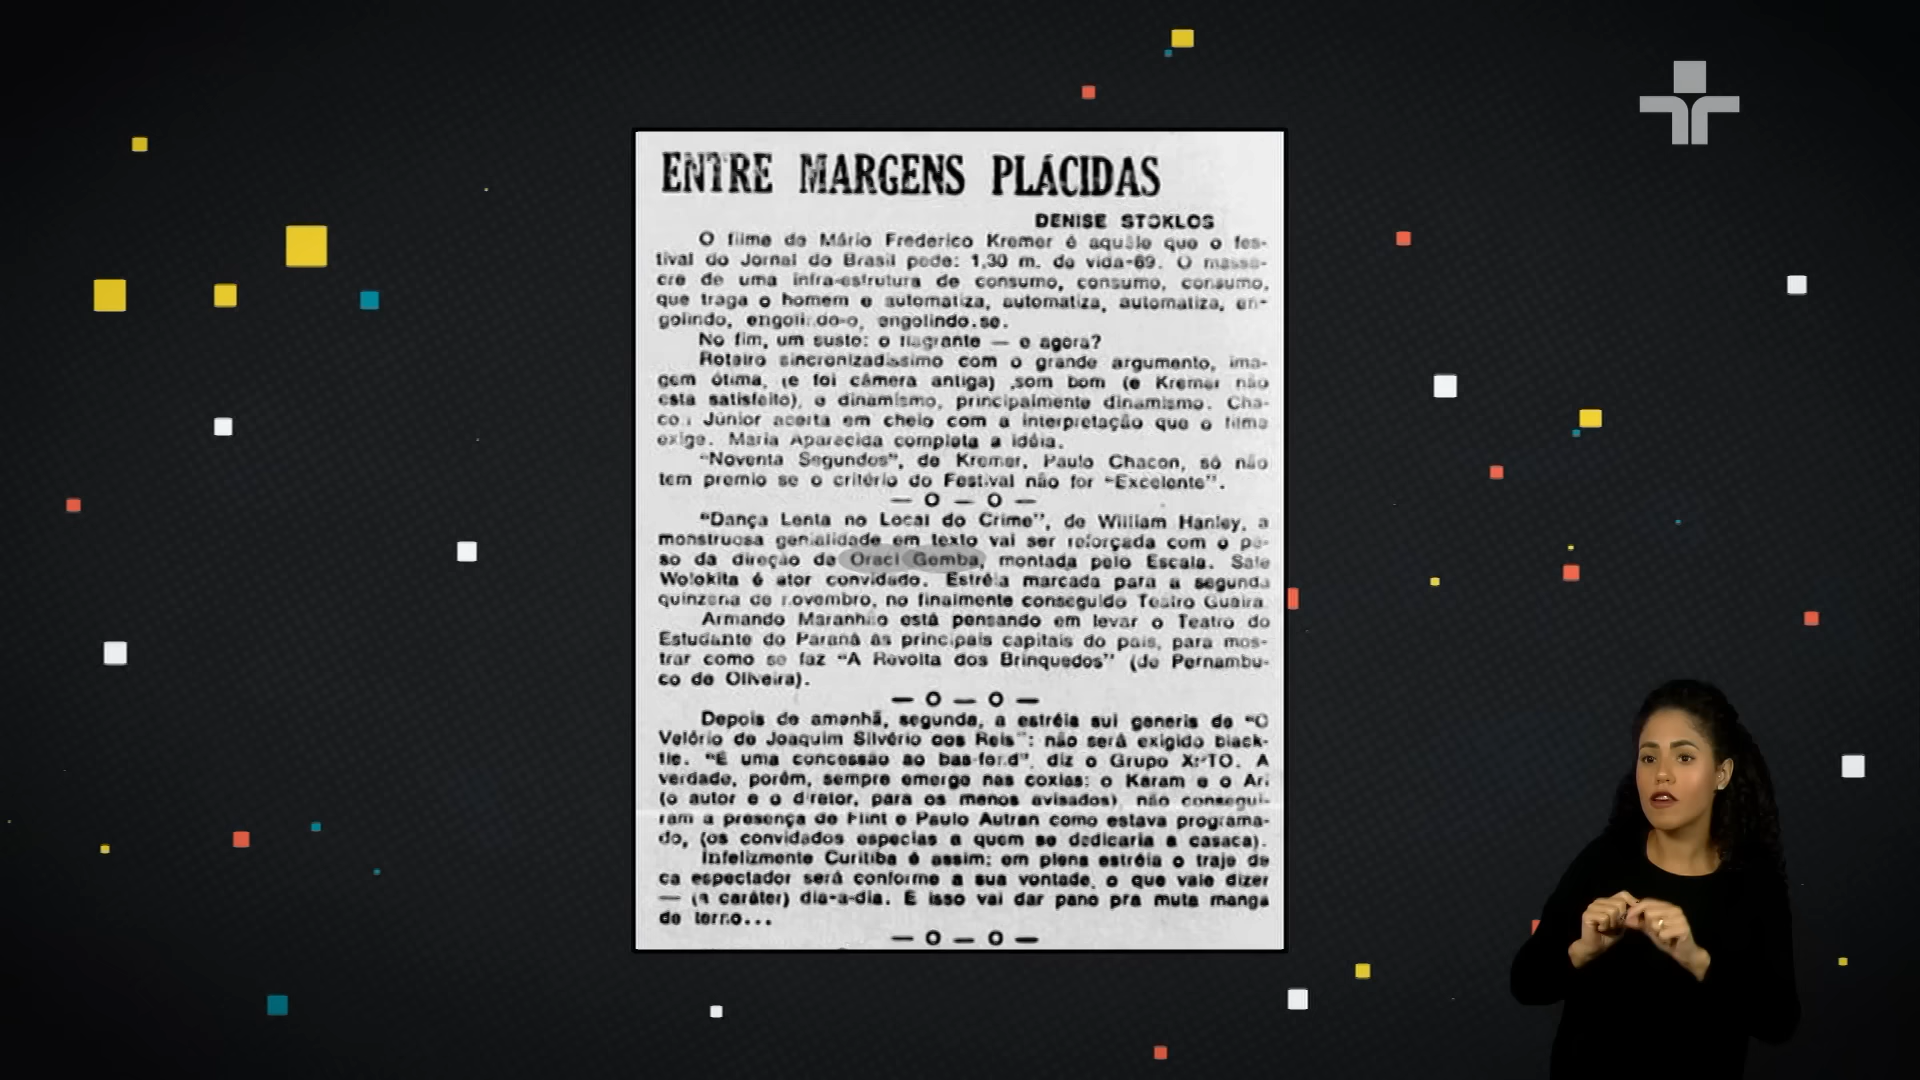 ENTRE MARGENS PLÁCIDAS
DENISE STOKLOS
O filme de Mário Frederico Kremer é aquêle que o fes-
tival do Jornal do Brasil pede: 1,30 m. de vida-69. O massa-
cre de uma infra-estrutura de consumo, consumo, consumo,
que traga o homem e automatiza, automatiza, automatiza, en-
golindo, engolindo-o, engolindo.se.
No fim, um susto: o flagrante — e agora?
Roteiro sincronizadíssimo com o grande argumento, ima-
gem ótima, (e foi câmera antiga) ,som bom (e Kremer não
esta satisfeito), e dinamismo, principalmente dinamismo. Cha-
con Júnior acerta em cheio com a interpretação que o filme
exige. Maria Aparecida completa a idéia.
"Noventa Segundos", de Kremer, Paulo Chacon, só não
tem premio se o critério do Festival não for "Excelente".
— O — O —
"Dança Lenta no Local do Crime", de William Hanley, a
monstruosa genialidade em texto vai ser reforçada com o pe-
so da direção de Oraci Gemba, montada pelo Escala. Sale
Wolokita é ator convidado. Estréia marcada para a segunda
quinzena de novembro, no finalmente conseguido Teatro Guaira
Armando Maranhão está pensando em levar o Teatro do
Estudante do Paraná às principais capitais do pais, para mos-
trar como se faz "A Revolta dos Brinquedos" (de Pernambu-
co de Oliveira).
— O — O —
Depois de amanhã, segunda, a estréia sui generis de "O
Velório de Joaquim Silvério dos Reis": não será exigido black-
tie. "É uma concessão ao bas-fond", diz o Grupo XPTO. A
verdade, porém, sempre emerge nas coxias: o Karam e o Ari
(o autor e o diretor, para os menos avisados), não consegui-
ram a presença de Flint e Paulo Autran como estava programa-
do, (os convidados especias a quem se dedicaria a casaca).
Infelizmente Curitiba é assim: em plena estréia o traje de
ca espectador será conforme a sua vontade, o que vale dizer
— (a caráter) dia-a-dia. E isso vai dar pano pra muta manga
de terno...
— O — O —